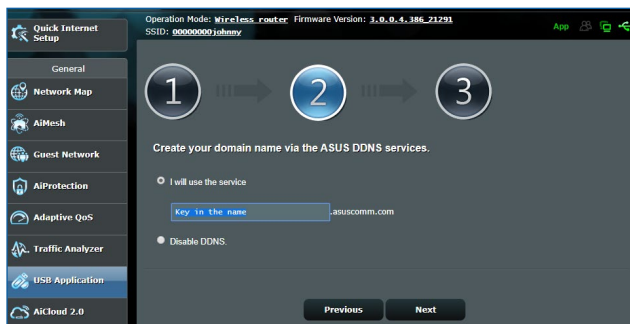 Quick Internet
Setup
Operation Mode: Wireless router Firmware Version: 3.0.0.4.386_21291
SSID: 00000000johnny
App
General
Network Map
AiMesh
Guest Network
AiProtection
Adaptive QoS
Traffic Analyzer
USB Application
AiCloud 2.0
1
2
3
Create your domain name via the ASUS DDNS services.
I will use the service
Key in the name .asuscomm.com
Disable DDNS.
Previous Next